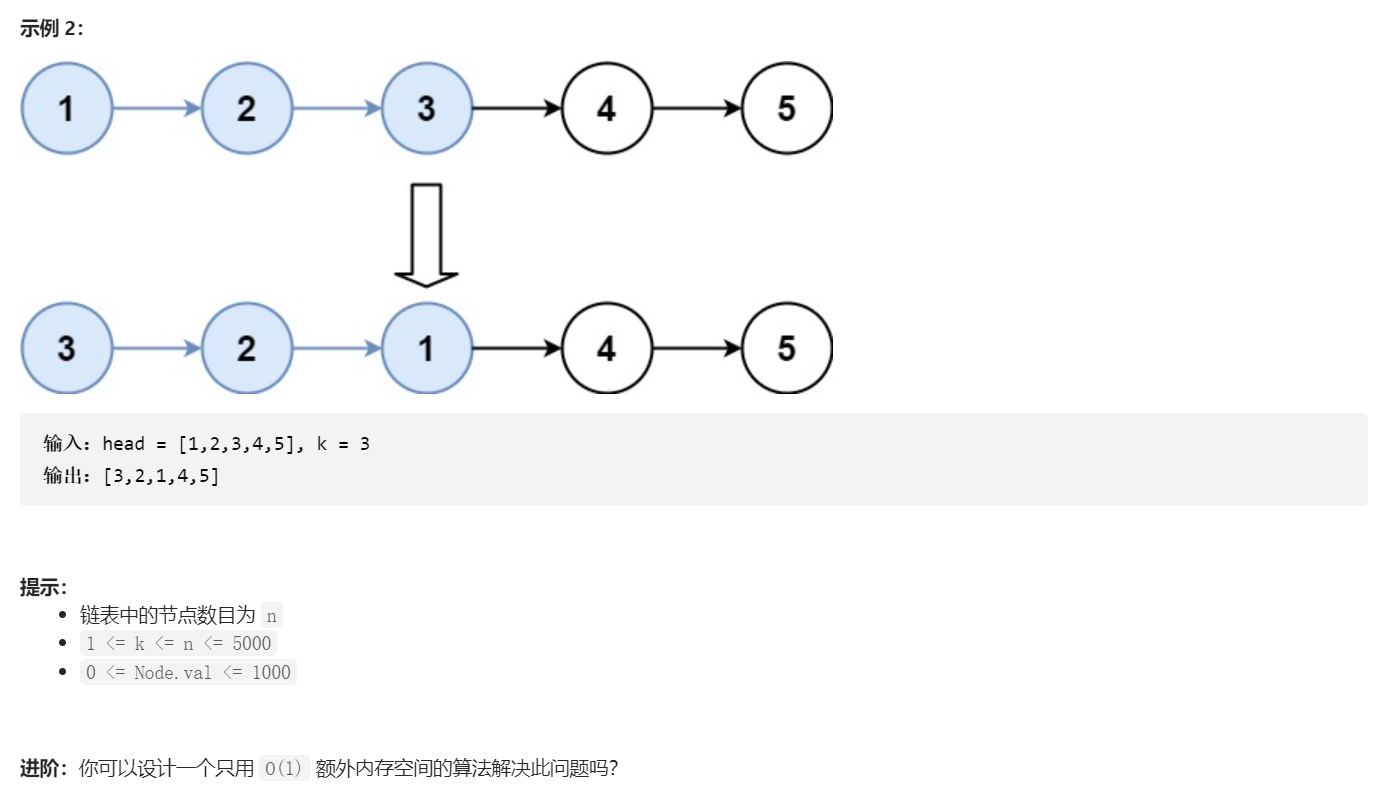 示例 2：
1 2 3 4 5
3 2 1 4 5
输入：head = [1,2,3,4,5], k = 3
输出：[3,2,1,4,5]
提示：
链表中的节点数目为 n
1 <= k <= n <= 5000
0 <= Node.val <= 1000
进阶：你可以设计一个只用 O(1) 额外内存空间的算法解决此问题吗？